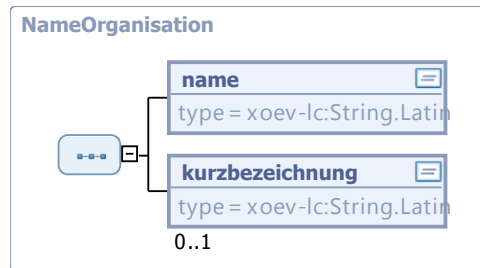 NameOrganisation
name
type = xoev-lc:String.Latin
kurzbezeichnung
type = xoev-lc:String.Latin
0..1